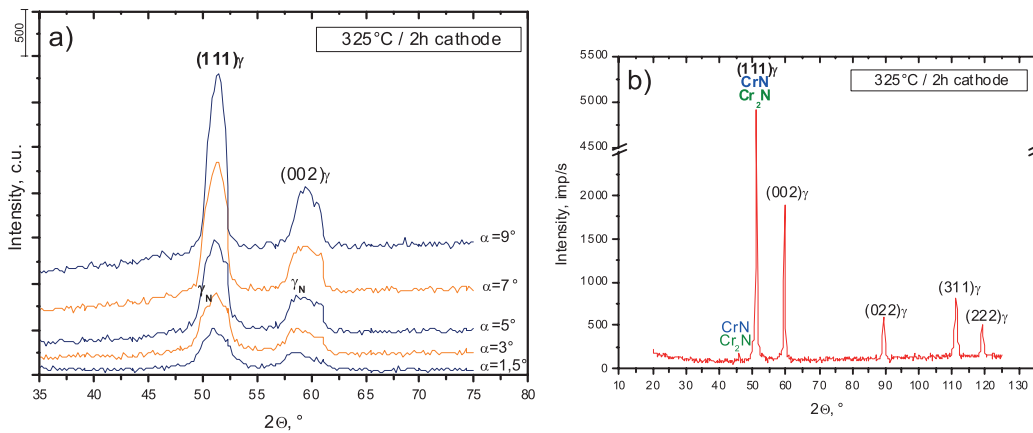 500
a)
325°C / 2h cathode
(111)γ
(002)γ
γN
γN
α=9°
α=7°
α=5°
α=3°
α=1,5°
Intensity, c.u.
35 40 45 50 55 60 65 70 75 80
2Θ, °
b)
325°C / 2h cathode
(111)γ
CrN
Cr2N
(002)γ
CrN
Cr2N
(022)γ
(311)γ
(222)γ
Intensity, imp/s
5500
5000
4500
2000
1500
1000
500
0
10 20 30 40 50 60 70 80 90 100 110 120 130
2Θ, °